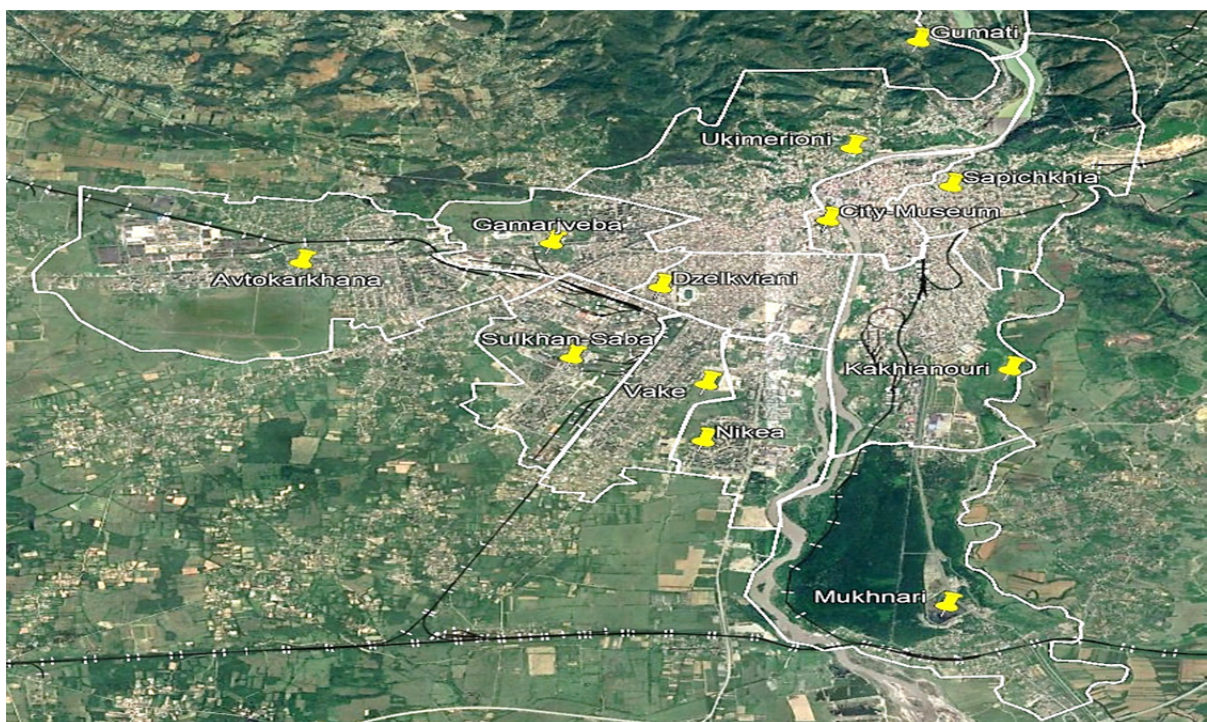 Gumati
Ukimerioni
Sapichkhia
City-Museum
Gamarjveba
Avtokarkhana
Dzelkviani
Sulkhan-Saba
Kakhianouri
Vake
Nikea
Mukhnari